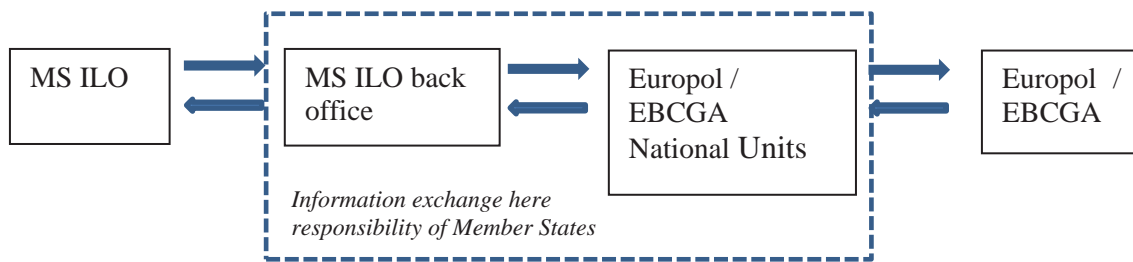 MS ILO
MS ILO back
office
Europol /
EBCGA
National Units
Europol /
EBCGA
Information exchange here
responsibility of Member States